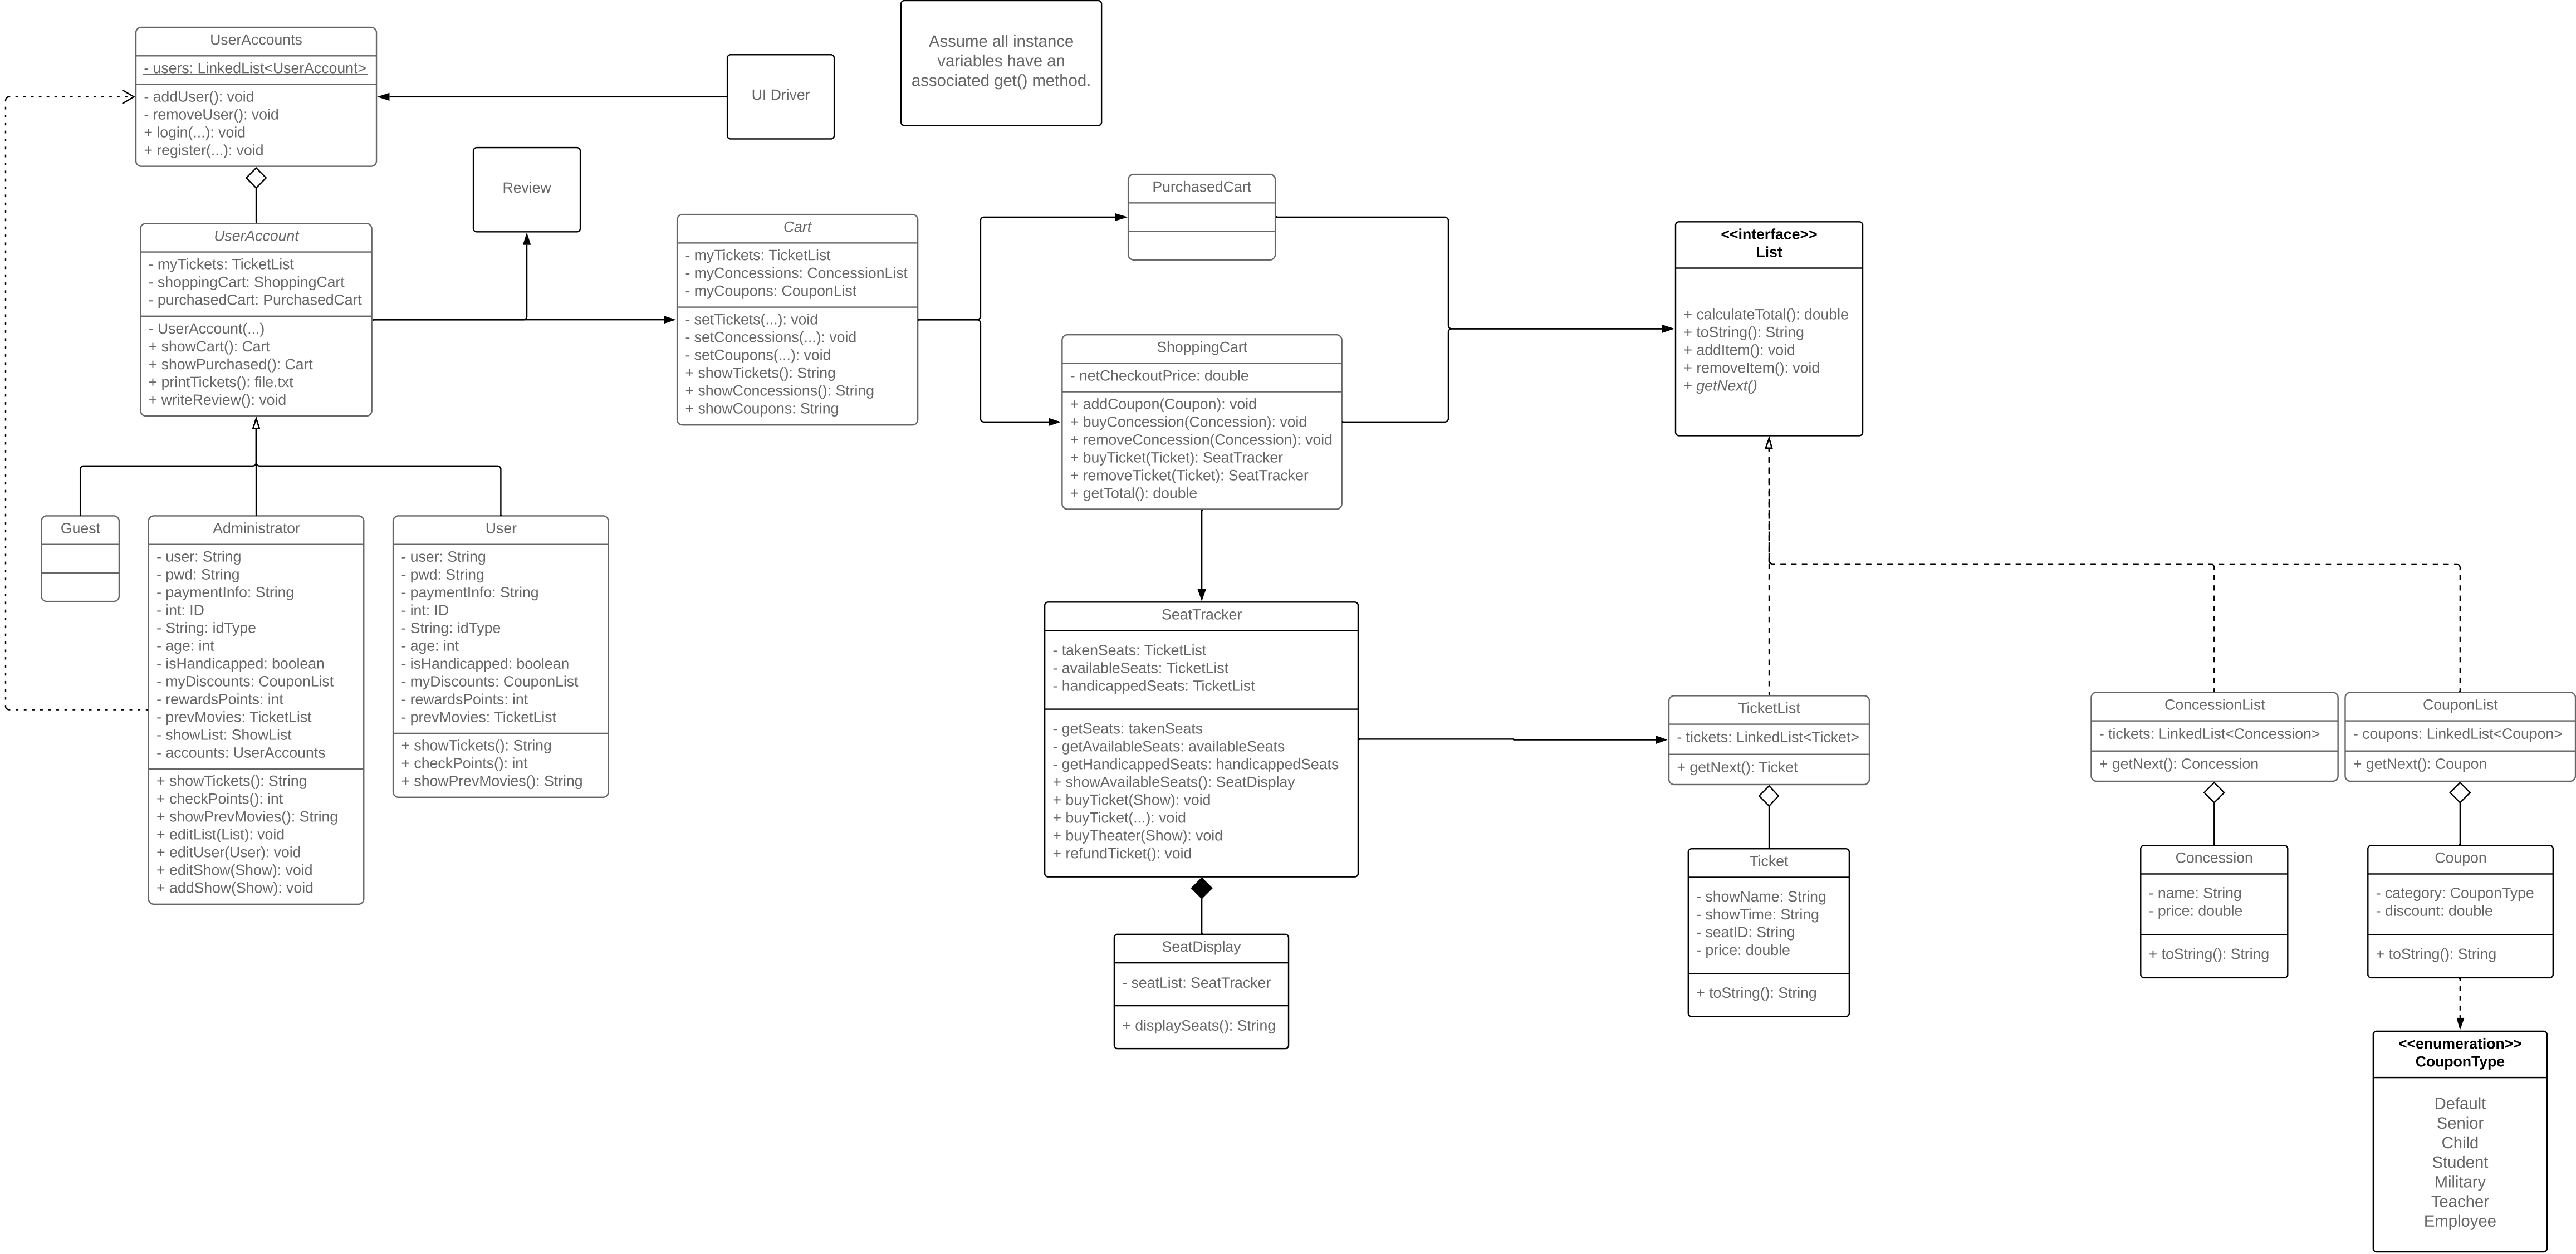 UserAccounts
- users: LinkedList<UserAccount>
- addUser(): void
- removeUser(): void
+ login(...): void
+ register(...): void
UI Driver
Assume all instance
variables have an
associated get() method.
Review
UserAccount
- myTickets: TicketList
- shoppingCart: ShoppingCart
- purchasedCart: PurchasedCart
- UserAccount(...)
+ showCart(): Cart
+ showPurchased(): Cart
+ printTickets(): file.txt
+ writeReview(): void
Cart
- myTickets: TicketList
- myConcessions: ConcessionList
- myCoupons: CouponList
- setTickets(...): void
- setConcessions(...): void
- setCoupons(...): void
+ showTickets(): String
+ showConcessions(): String
+ showCoupons: String
PurchasedCart
ShoppingCart
- netCheckoutPrice: double
+ addCoupon(Coupon): void
+ buyConcession(Concession): void
+ removeConcession(Concession): void
+ buyTicket(Ticket): SeatTracker
+ removeTicket(Ticket): SeatTracker
+ getTotal(): double
<<interface>>
List
+ calculateTotal(): double
+ toString(): String
+ addItem(): void
+ removeItem(): void
+ getNext()
Guest
Administrator
- user: String
- pwd: String
- paymentInfo: String
- int: ID
- String: idType
- age: int
- isHandicapped: boolean
- myDiscounts: CouponList
- rewardsPoints: int
- prevMovies: TicketList
- showList: ShowList
- accounts: UserAccounts
+ showTickets(): String
+ checkPoints(): int
+ showPrevMovies(): String
+ editList(List): void
+ editUser(User): void
+ editShow(Show): void
+ addShow(Show): void
User
- user: String
- pwd: String
- paymentInfo: String
- int: ID
- String: idType
- age: int
- isHandicapped: boolean
- myDiscounts: CouponList
- rewardsPoints: int
- prevMovies: TicketList
+ showTickets(): String
+ checkPoints(): int
+ showPrevMovies(): String
SeatTracker
- takenSeats: TicketList
- availableSeats: TicketList
- handicappedSeats: TicketList
- getSeats: takenSeats
- getAvailableSeats: availableSeats
- getHandicappedSeats: handicappedSeats
+ showAvailableSeats(): SeatDisplay
+ buyTicket(Show): void
+ buyTicket(...): void
+ buyTheater(Show): void
+ refundTicket(): void
SeatDisplay
- seatList: SeatTracker
+ displaySeats(): String
TicketList
- tickets: LinkedList<Ticket>
+ getNext(): Ticket
Ticket
- showName: String
- showTime: String
- seatID: String
- price: double
+ toString(): String
ConcessionList
- tickets: LinkedList<Concession>
+ getNext(): Concession
Concession
- name: String
- price: double
+ toString(): String
CouponList
- coupons: LinkedList<Coupon>
+ getNext(): Coupon
Coupon
- category: CouponType
- discount: double
+ toString(): String
<<enumeration>>
CouponType
Default
Senior
Child
Student
Military
Teacher
Employee